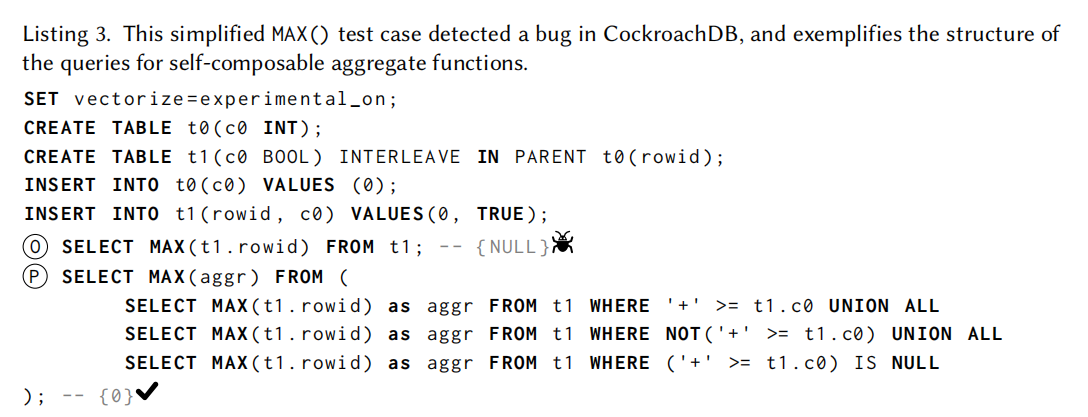 Listing 3. This simplified MAX() test case detected a bug in CockroachDB, and exemplifies the structure of
the queries for self-composable aggregate functions.
SET vectorize=experimental_on;
CREATE TABLE t0(c0 INT);
CREATE TABLE t1(c0 BOOL) INTERLEAVE IN PARENT t0(rowid);
INSERT INTO t0(c0) VALUES (0);
INSERT INTO t1(rowid, c0) VALUES(0, TRUE);
Ⓞ SELECT MAX(t1.rowid) FROM t1; -- {NULL}
Ⓟ SELECT MAX(aggr) FROM (
SELECT MAX(t1.rowid) as aggr FROM t1 WHERE '+' >= t1.c0 UNION ALL
SELECT MAX(t1.rowid) as aggr FROM t1 WHERE NOT('+' >= t1.c0) UNION ALL
SELECT MAX(t1.rowid) as aggr FROM t1 WHERE ('+' >= t1.c0) IS NULL
); -- {0}✔